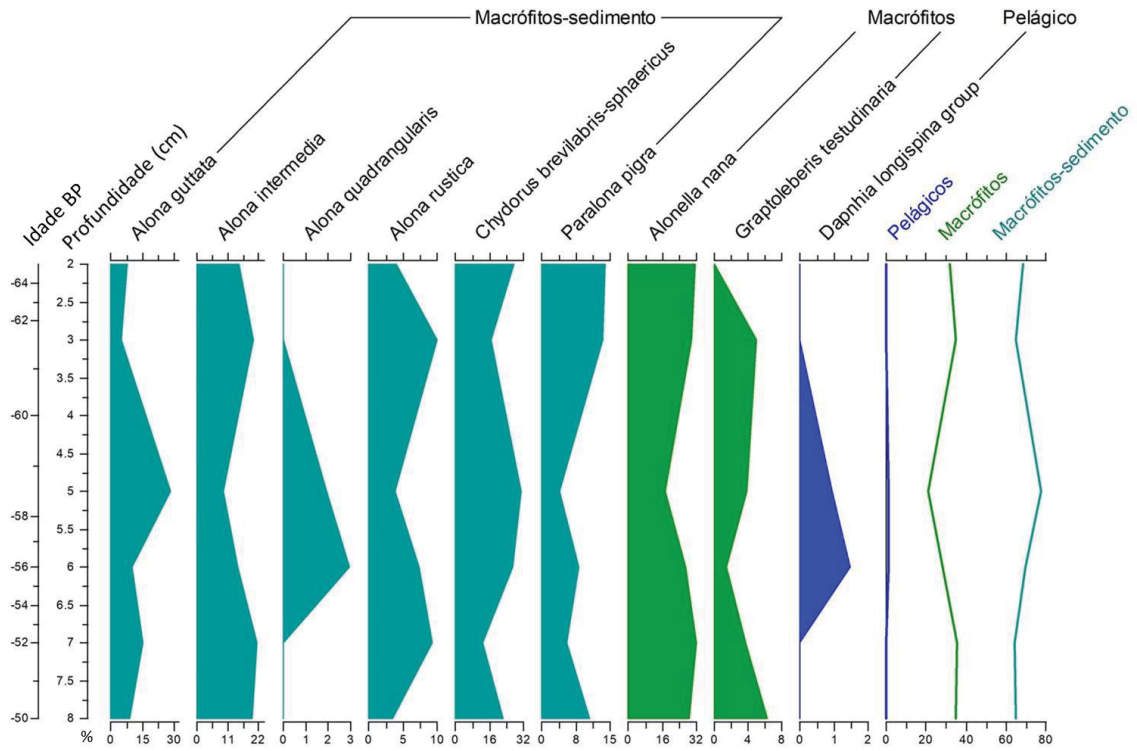 Macrófitos-sedimento Macrófitos Pelágico
Idade BP
Profundidade (cm)
Alona guttata
Alona intermedia
Alona quadrangularis
Alona rustica
Chydorus brevilabris-sphaericus
Paralona pigra
Alonella nana
Graptoleberis testudinaria
Dapnhia longispina group
Pelágicos
Macrófitos
Macrófitos-sedimento
-64
-62
-60
-58
-56
-54
-52
-50
2
2.5
3
3.5
4
4.5
5
5.5
6
6.5
7
7.5
8
% 0 15 30 0 11 22 0 1 2 3 0 5 10 0 16 32 0 8 15 0 16 32 0 4 8 0 1 2 0 20 40 60 80